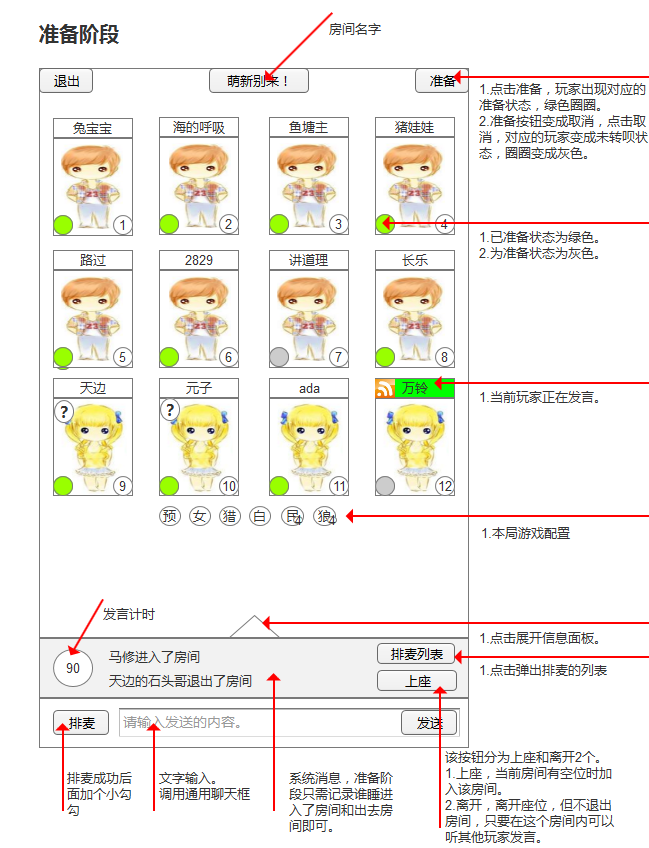 准备阶段
房间名字
退出
萌新别来！
准备
1.点击准备，玩家出现对应的
准备状态，绿色圈圈。
2.准备按钮变成取消，点击取
消，对应的玩家变成未转呗状
态，圈圈变成灰色。
兔宝宝
海的呼吸
鱼塘主
猪娃娃
1
2
3
4
1.已准备状态为绿色。
2.为准备状态为灰色。
路过
2829
讲道理
长乐
23
23
23
23
5
6
7
8
天边
元子
ada
万铃
1.当前玩家正在发言。
?
?
9
10
11
12
预
女
猎
白
民
4
狼
4
1.本局游戏配置
发言计时
1.点击展开信息面板。
90
马修进入了房间
天边的石头哥退出了房间
排麦列表
上座
1.点击弹出排麦的列表
排麦
请输入发送的内容。
发送
排麦成功后
面加个小勾
勾
文字输入。
调用通用聊天框
系统消息，准备阶
段只需记录谁睡进
入了房间和出去房
间即可。
该按钮分为上座和离开2个。
1.上座，当前房间有空位时加
入该房间。
2.离开，离开座位，但不退出
房间，只要在这个房间内可以
听其他玩家发言。